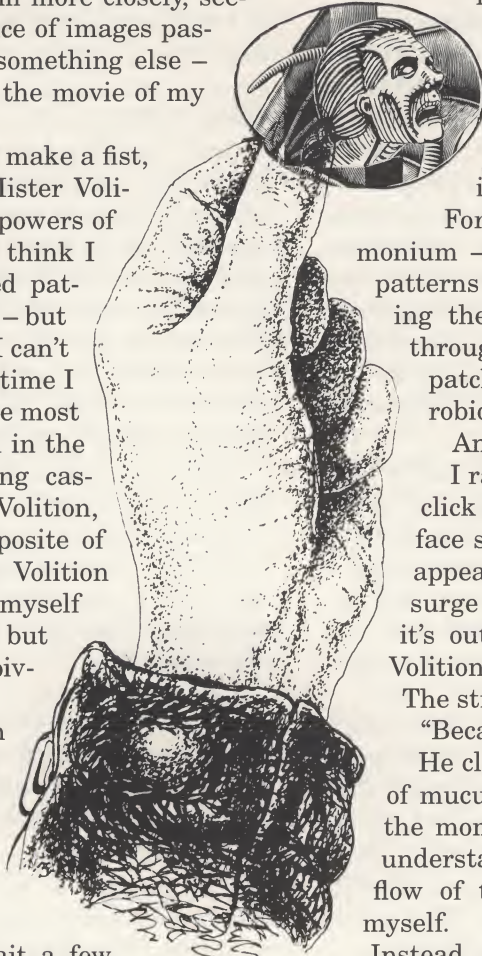 more closely, see-
ce of images pas-
something else –
the movie of my
make a fist,
Mister Voli-
powers of
think I
ed pat-
– but
I can't
time I
e most
in the
ng cas-
Volition,
posite of
Volition
myself
but
piv-
n
ait a few
i
For
monium –
patterns
ing the
throug
patch
robic
An
I ra
click
face s
appea
surge
it's out
Volition
The st
“Beca
He cl
of mucu
the mon
understa
flow of t
myself.
Instead